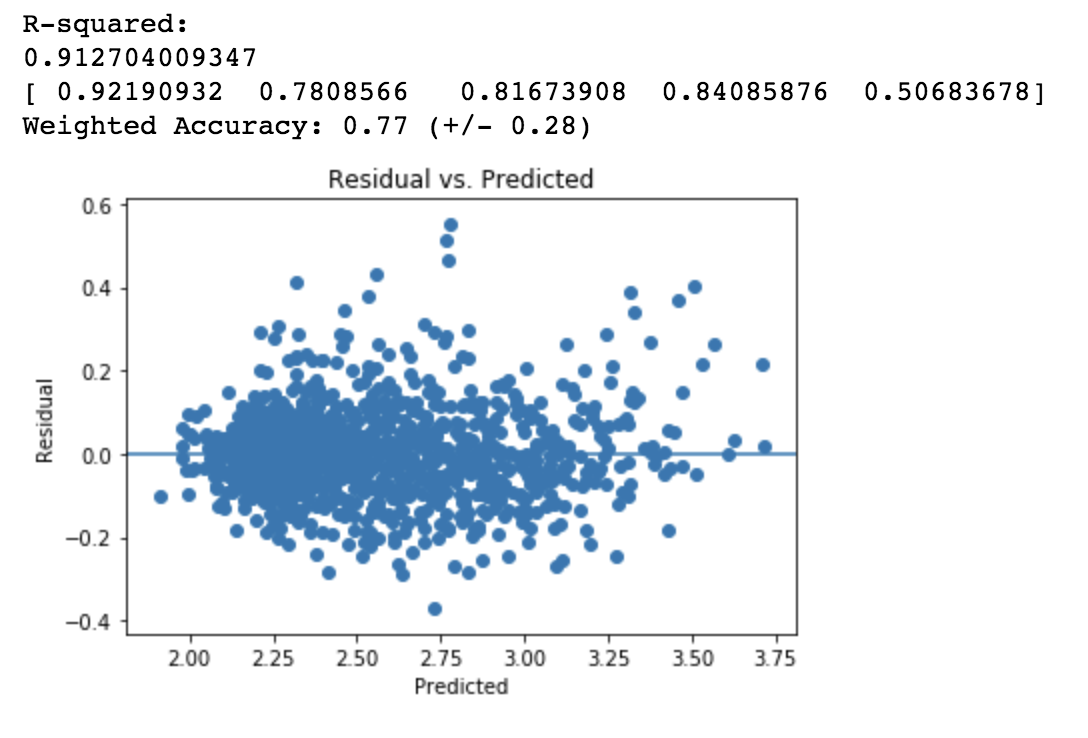 R-squared:
0.912704009347
[ 0.92190932  0.7808566   0.81673908  0.84085876  0.50683678]
Weighted Accuracy: 0.77 (+/- 0.28)
Residual vs. Predicted
0.6
0.4
0.2
0.0
−0.2
−0.4
Residual
2.00 2.25 2.50 2.75 3.00 3.25 3.50 3.75
Predicted